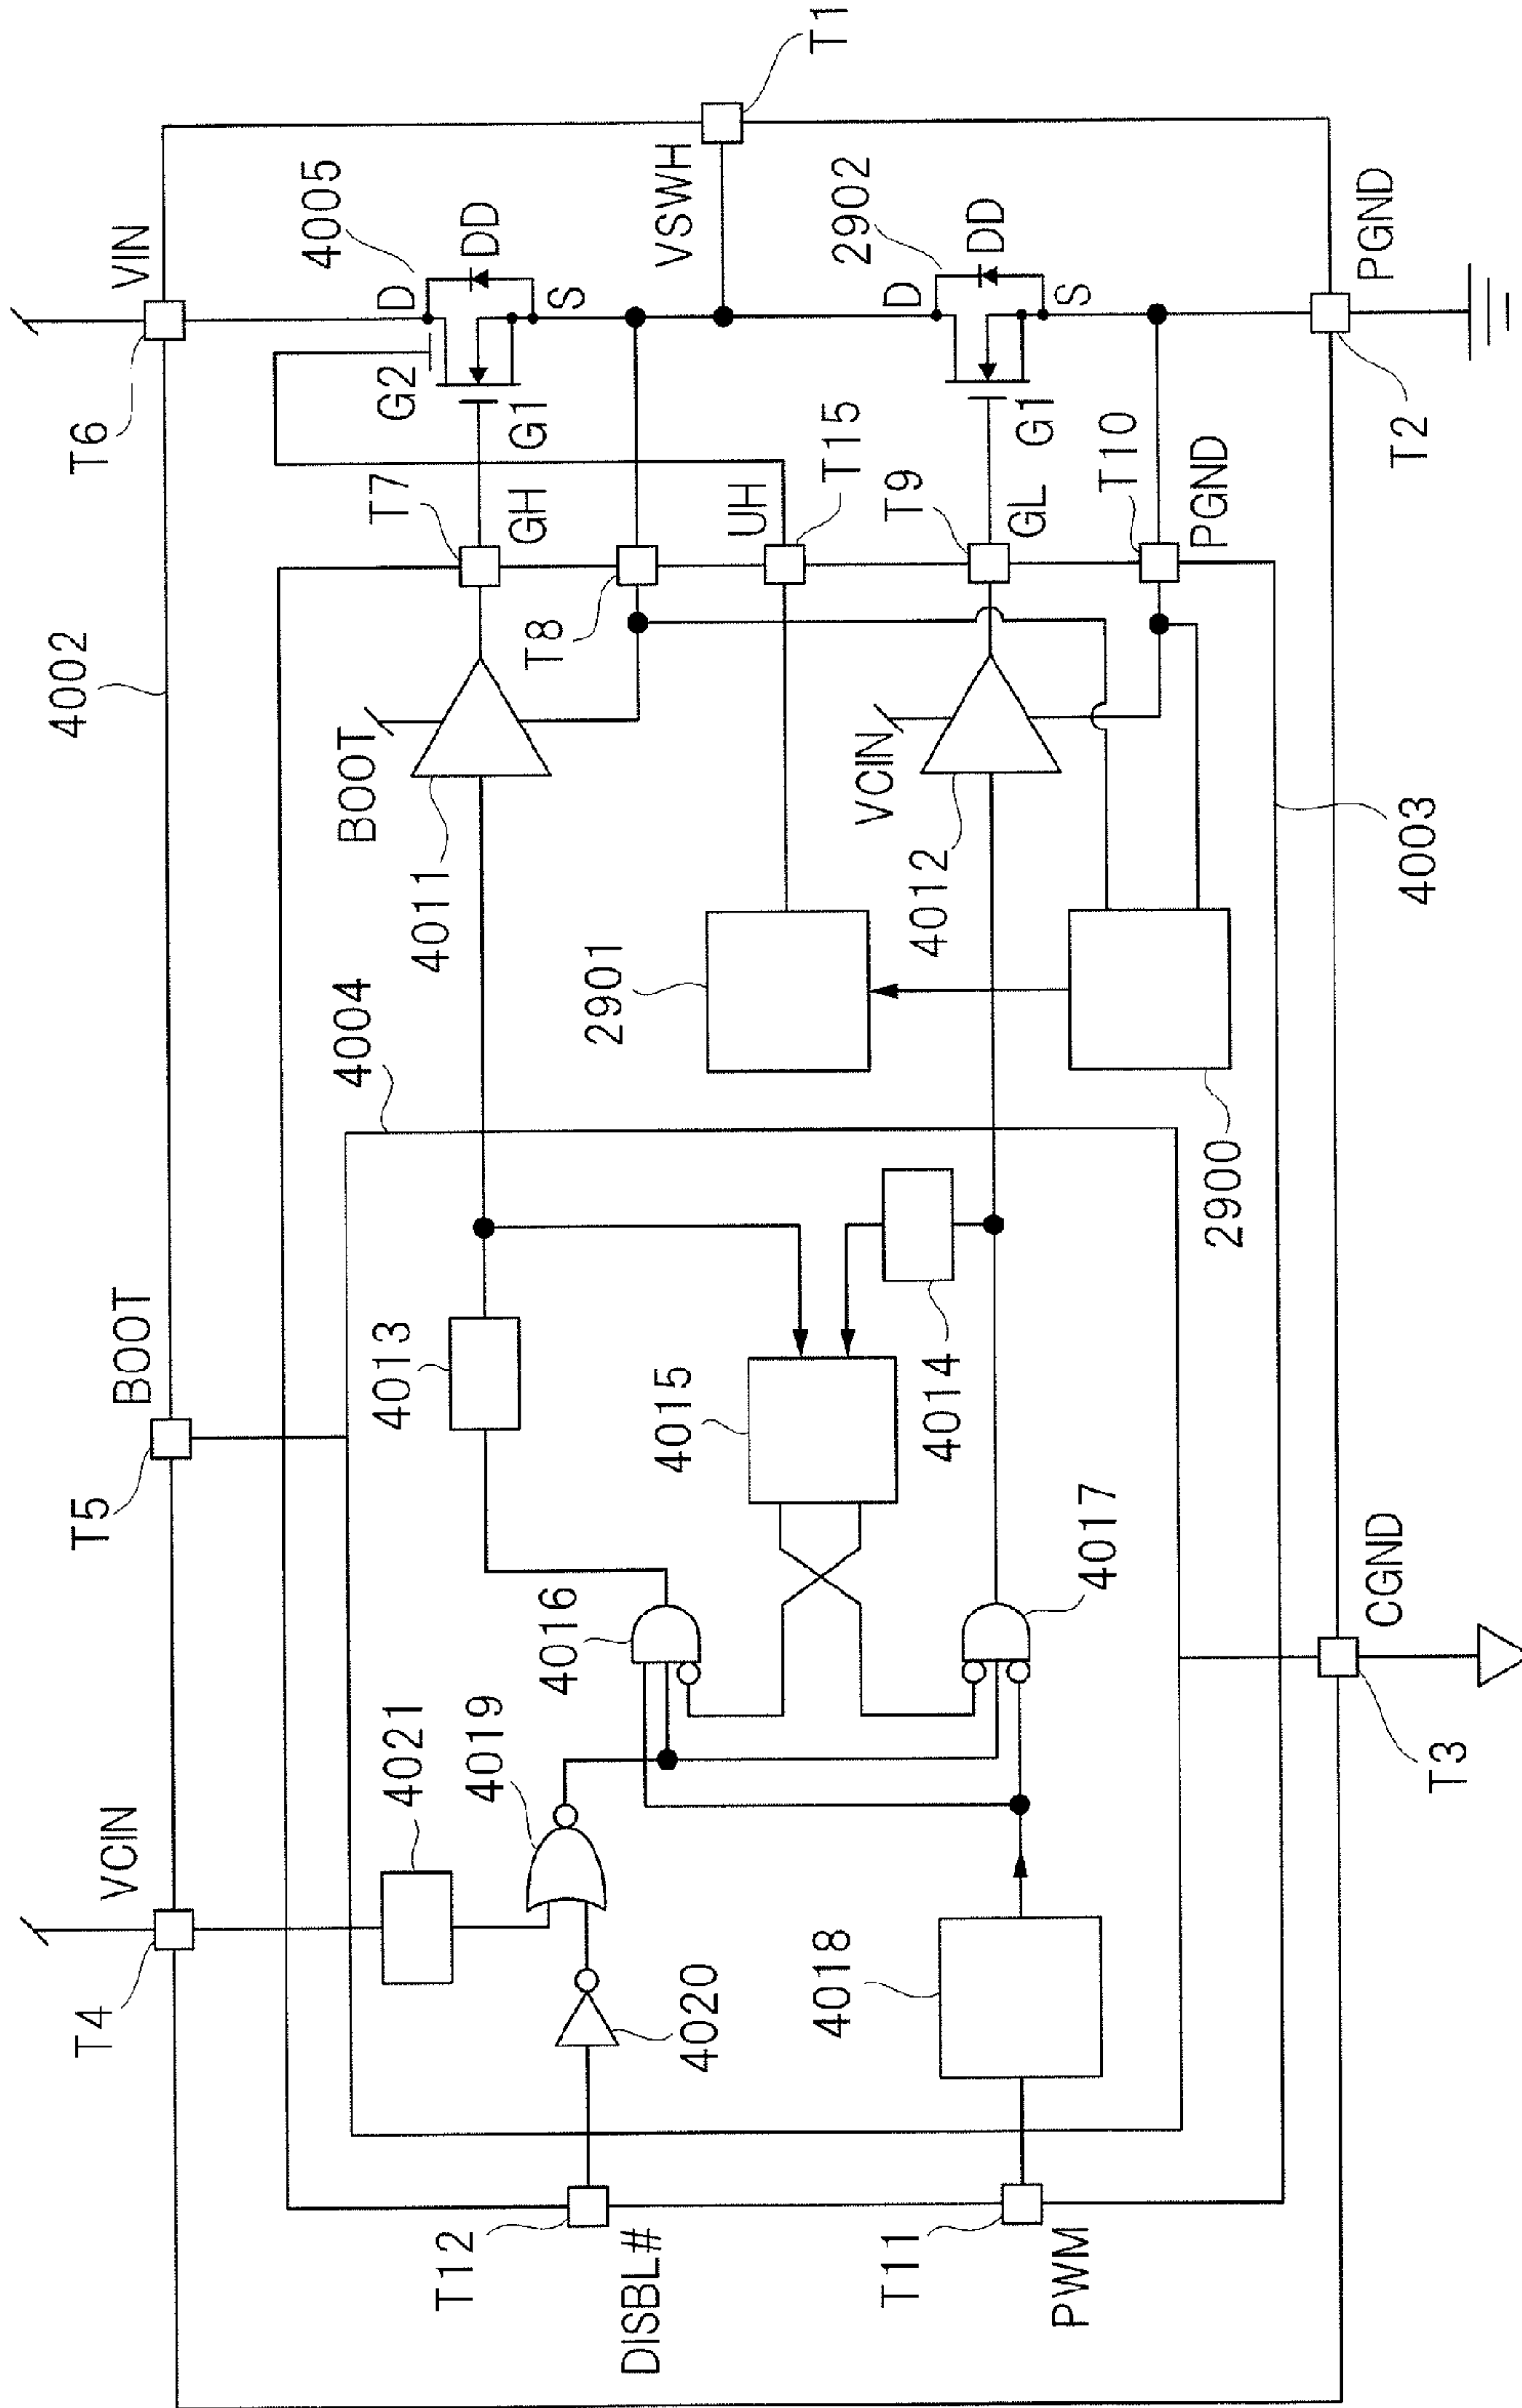 T4
VCIN
T5
BOOT
4002
T6
VIN
4004
4021
4019
4013
4011
BOOT
T7
GH
G2
G1
D
S
DD
4005
T12
DISBL#
4020
4016
4015
2901
T8
UH
T15
VSWH
T1
4018
4017
4014
4012
VCIN
T9
GL
G1
D
S
DD
2902
T11
PWM
2900
T10
PGND
T3
CGND
4003
T2
PGND